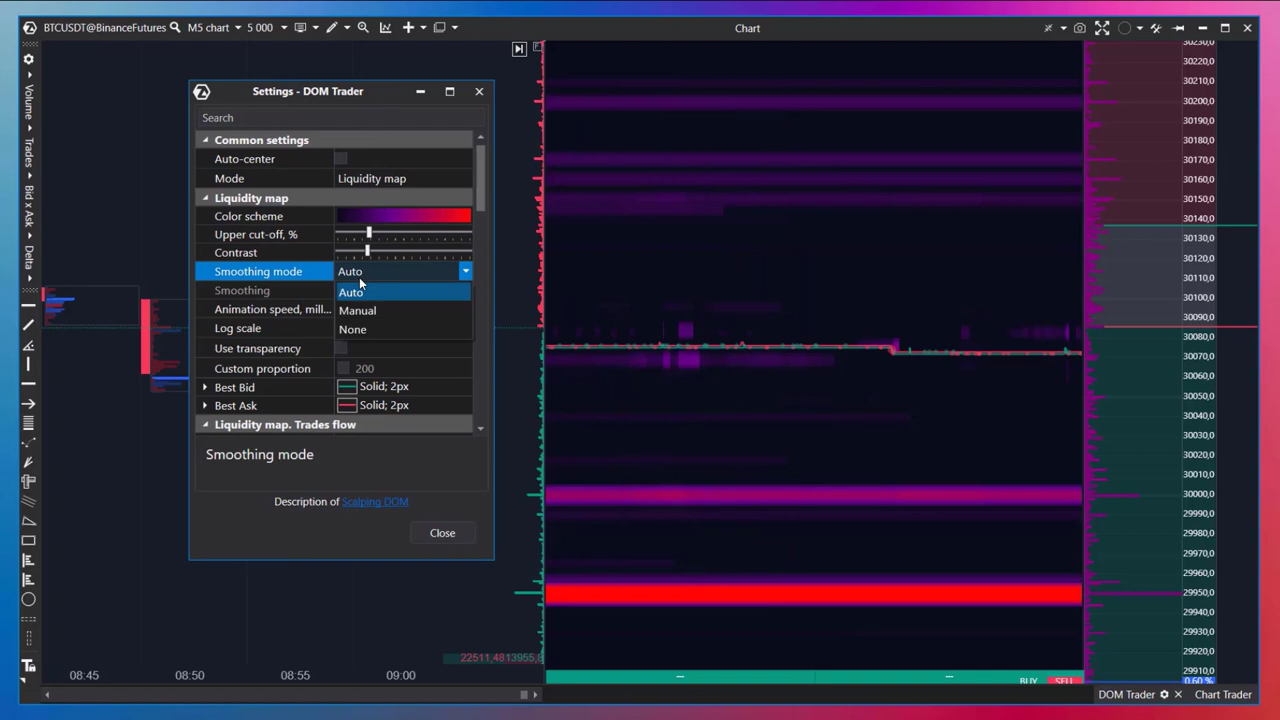 BTCUSDT@BinanceFutures M5 chart 5 000 Chart
Settings - DOM Trader
Search
Common settings
Auto-center
Mode Liquidity map
Liquidity map
Color scheme
Upper cut-off, %
Contrast
Smoothing mode Auto
Smoothing Auto
Animation speed, mill... Manual
Log scale None
Use transparency
Custom proportion 200
Best Bid Solid; 2px
Best Ask Solid; 2px
Liquidity map. Trades flow
Smoothing mode
Description of Scalping DOM
Close
Volume
Trades
Bid x Ask
Delta
30230,0
30220,0
30210,0
30200,0
30190,0
30180,0
30170,0
30160,0
30150,0
30140,0
30130,0
30120,0
30110,0
30100,0
30090,0
30080,0
30070,0
30060,0
30050,0
30040,0
30030,0
30020,0
30010,0
30000,0
29990,0
29980,0
29970,0
29960,0
29950,0
29940,0
29930,0
29920,0
29910,0
0.60 %
BUY SELL
08:45 08:50 08:55 09:00
DOM Trader Chart Trader